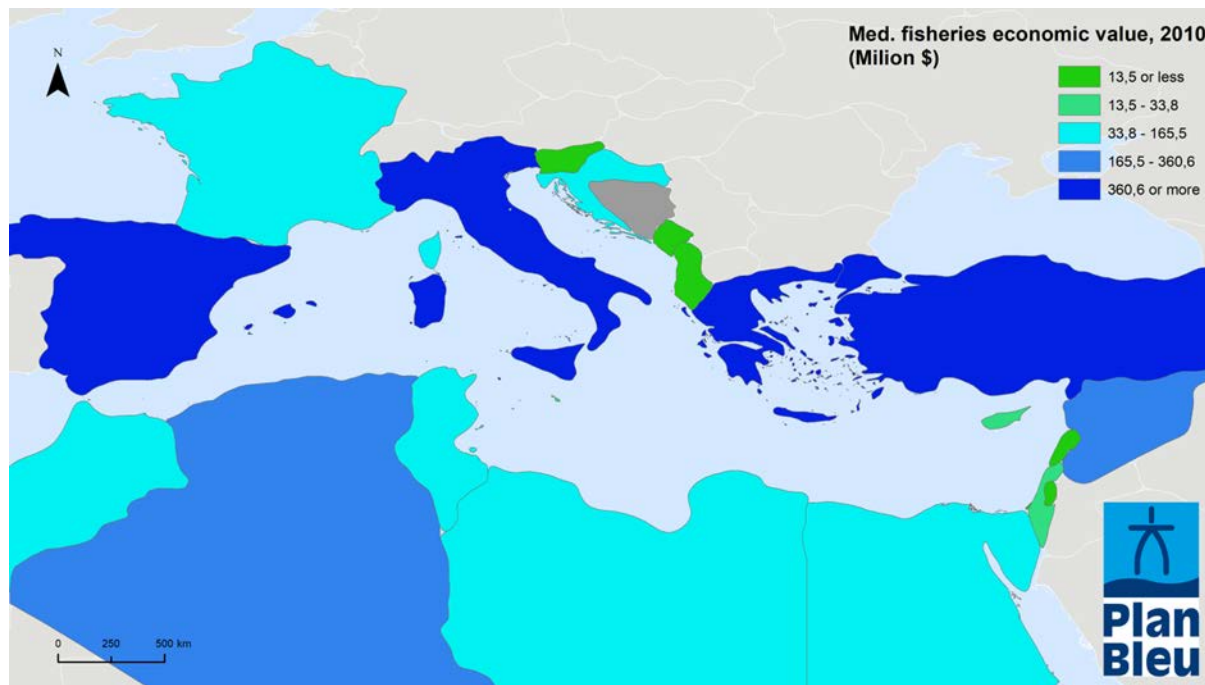 Med. fisheries economic value, 2010
(Milion $)
N
13,5 or less
13,5 - 33,8
33,8 - 165,5
165,5 - 360,6
360,6 or more
0 250 500 km
Plan
Bleu